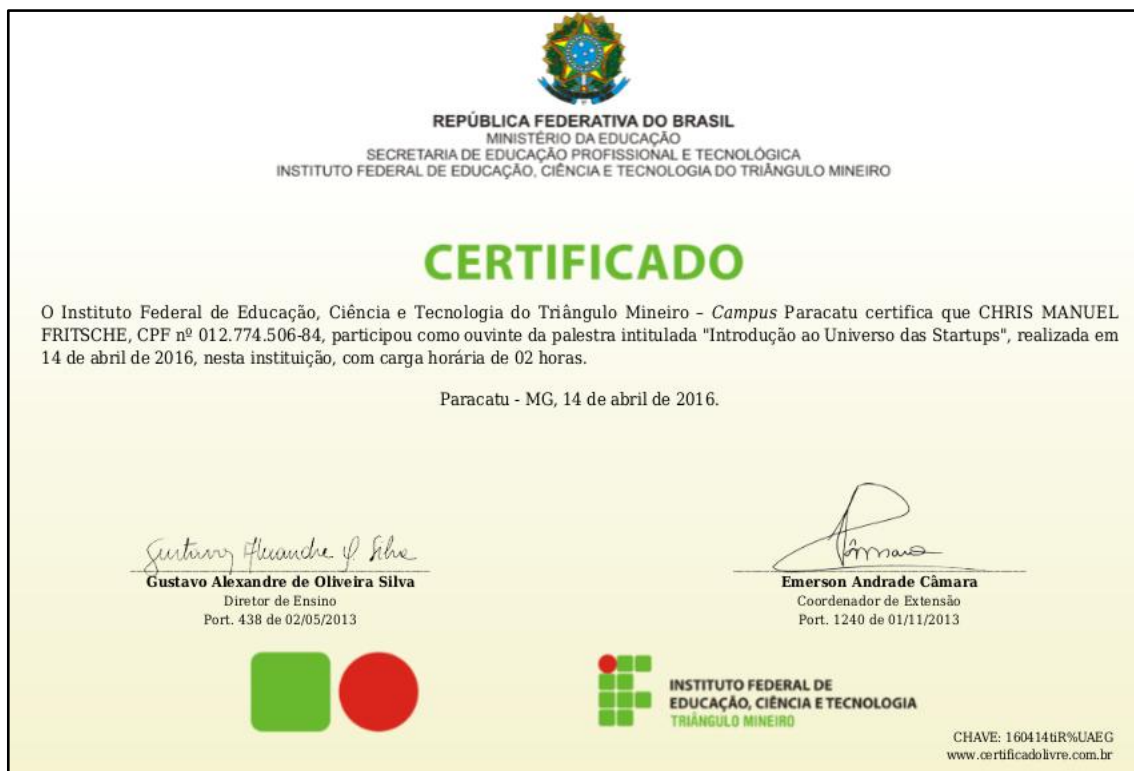 REPÚBLICA FEDERATIVA DO BRASIL
MINISTÉRIO DA EDUCAÇÃO
SECRETARIA DE EDUCAÇÃO PROFISSIONAL E TECNOLÓGICA
INSTITUTO FEDERAL DE EDUCAÇÃO, CIÊNCIA E TECNOLOGIA DO TRIÂNGULO MINEIRO
CERTIFICADO
O Instituto Federal de Educação, Ciência e Tecnologia do Triângulo Mineiro – Campus Paracatu certifica que CHRIS MANUEL
FRITSCHE, CPF nº 012.774.506-84, participou como ouvinte da palestra intitulada "Introdução ao Universo das Startups", realizada em
14 de abril de 2016, nesta instituição, com carga horária de 02 horas.
Paracatu - MG, 14 de abril de 2016.
Gustavo Alexandre de Oliveira Silva
Diretor de Ensino
Port. 438 de 02/05/2013
Emerson Andrade Câmara
Coordenador de Extensão
Port. 1240 de 01/11/2013
INSTITUTO FEDERAL DE
EDUCAÇÃO, CIÊNCIA E TECNOLOGIA
TRIÂNGULO MINEIRO
CHAVE: 160414tiR%UAEG
www.certificadolivre.com.br